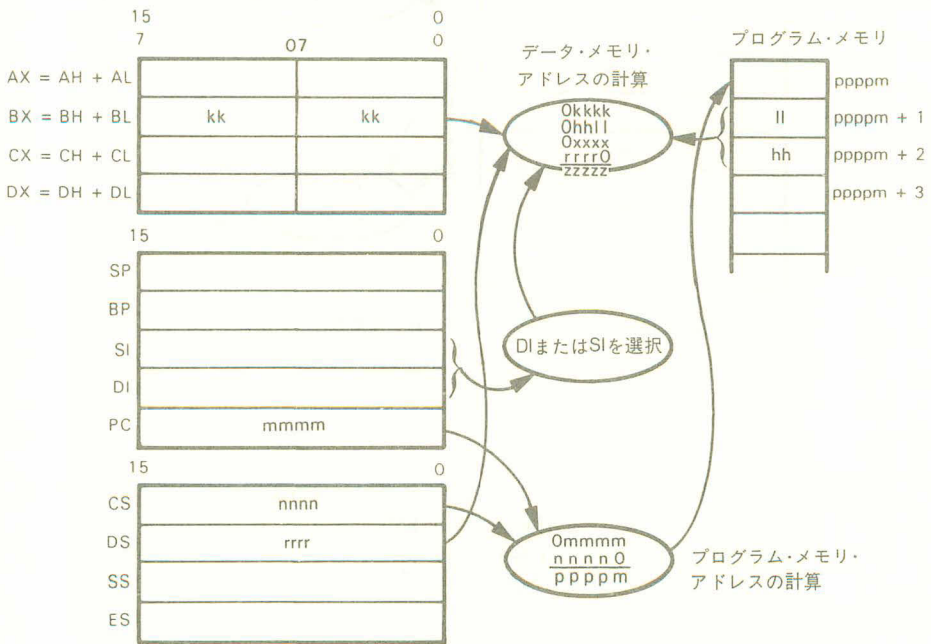 15 0
7 07 0
AX = AH + AL
BX = BH + BL kk kk
CX = CH + CL
DX = DH + DL
データ・メモリ・
アドレスの計算
0kkkk
0hhll
0xxxx
rrrr0
zzzzz
プログラム・メモリ
ppppm
ll ppppm + 1
hh ppppm + 2
ppppm + 3
15 0
SP
BP
SI
DI
PC mmmm
DIまたはSIを選択
15 0
CS nnnn
DS rrrr
SS
ES
0mmmm
nnnn0
ppppm
プログラム・メモリ・
アドレスの計算